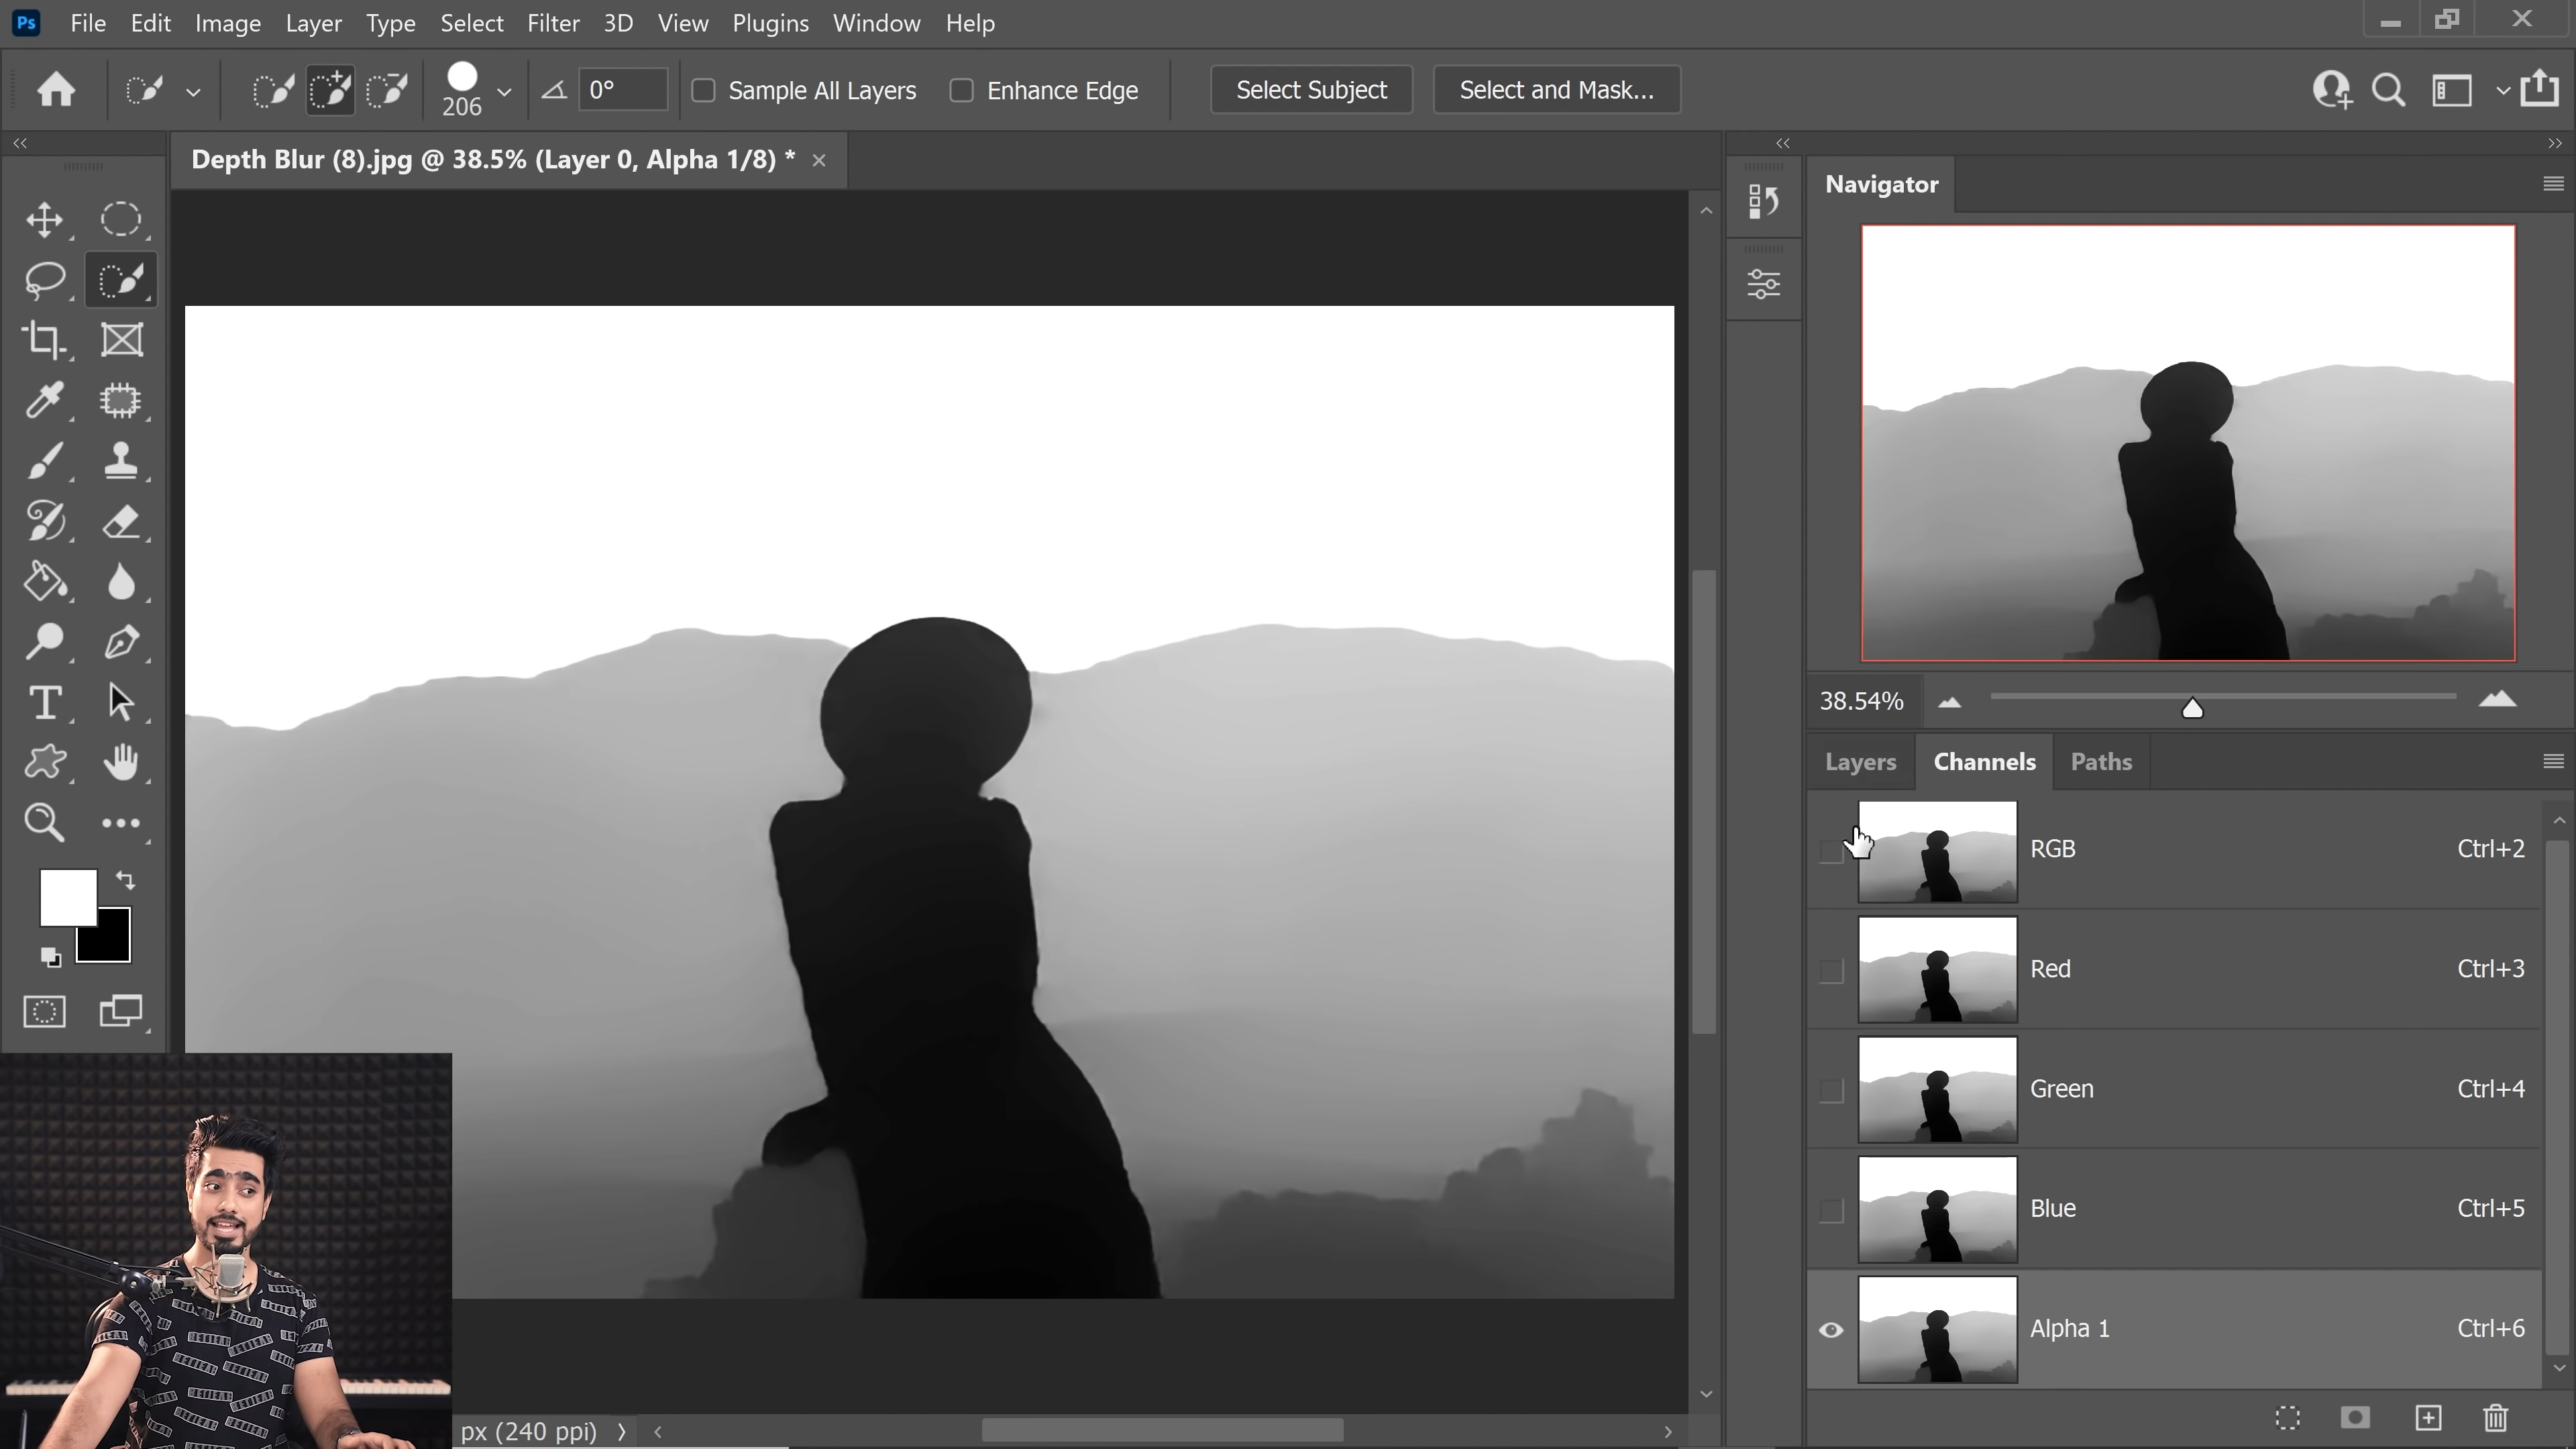 Ps File Edit Image Layer Type Select Filter 3D View Plugins Window Help
206 0° Sample All Layers Enhance Edge Select Subject Select and Mask...
Depth Blur (8).jpg @ 38.5% (Layer 0, Alpha 1/8) *
Navigator
38.54%
Layers Channels Paths
RGB Ctrl+2
Red Ctrl+3
Green Ctrl+4
Blue Ctrl+5
Alpha 1 Ctrl+6
px (240 ppi)